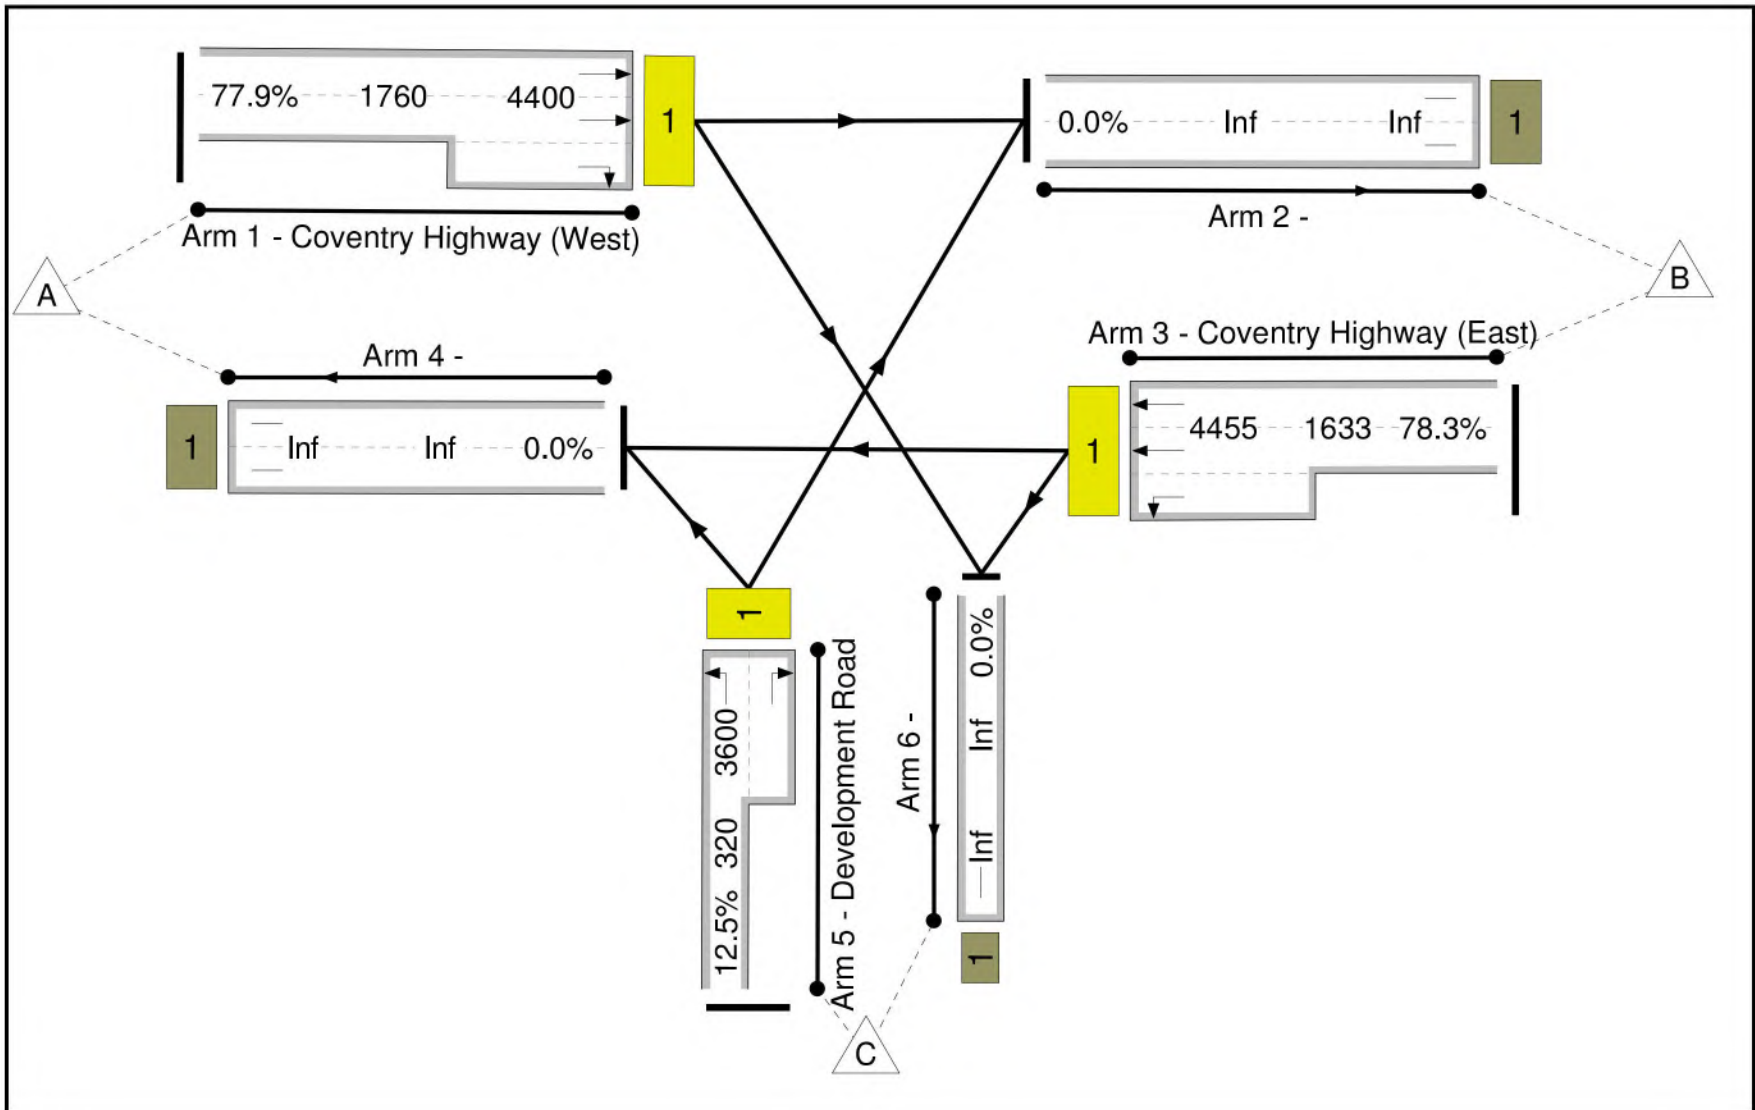 77.9% 1760 4400
1
0.0% Inf Inf
1
Arm 1 - Coventry Highway (West)
Arm 2 -
A
B
Arm 4 -
Arm 3 - Coventry Highway (East)
1
Inf Inf 0.0%
1
4455 1633 78.3%
1
12.5% 320 3600
Arm 5 - Development Road
Arm 6 -
Inf Inf 0.0%
1
C